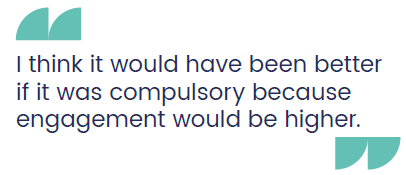 I think it would have been better
if it was compulsory because
engagement would be higher.